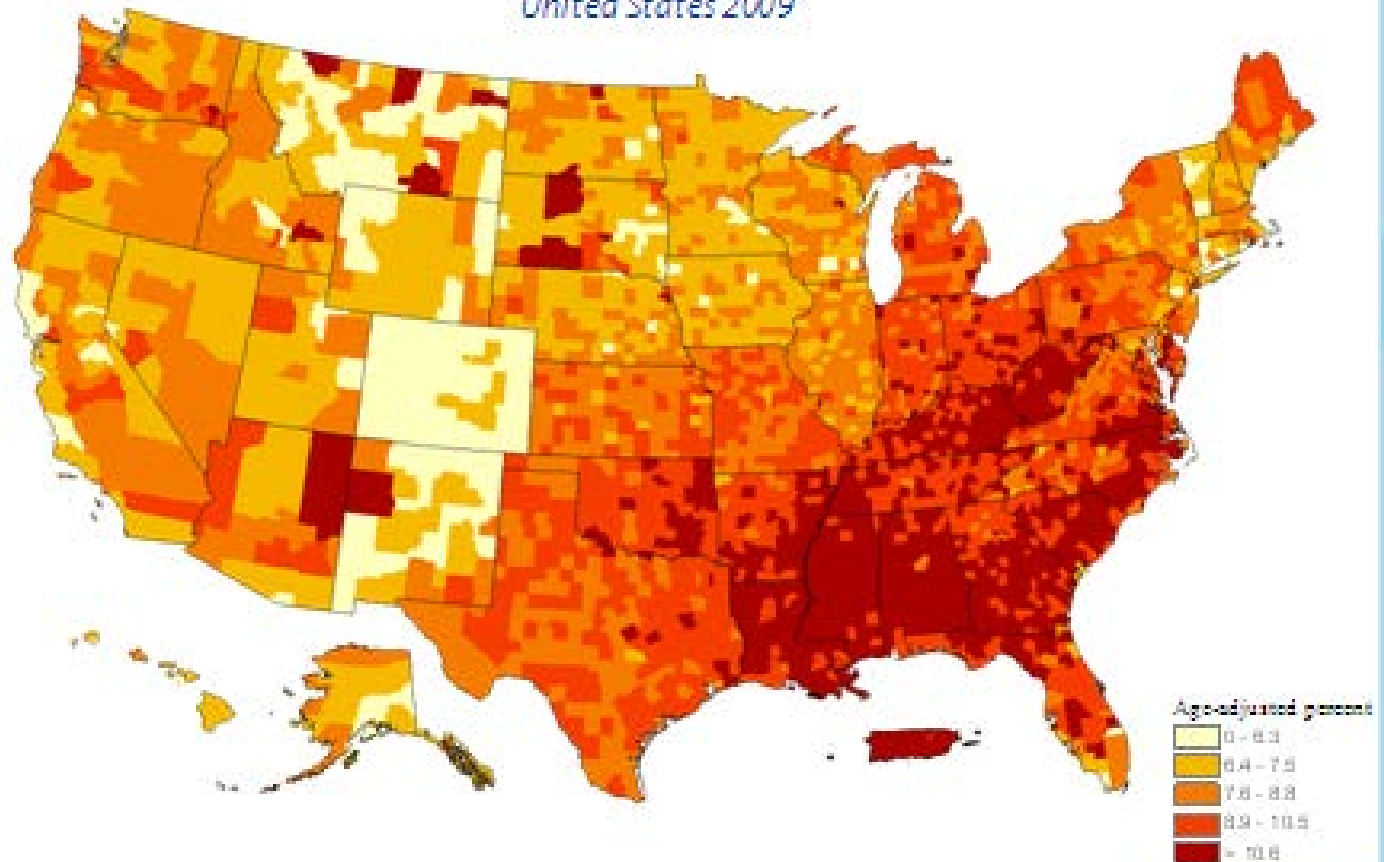 United States 2009
Age-adjusted percent
0 - 6.3
6.4 - 7.5
7.6 - 8.8
8.9 - 10.5
> 10.6